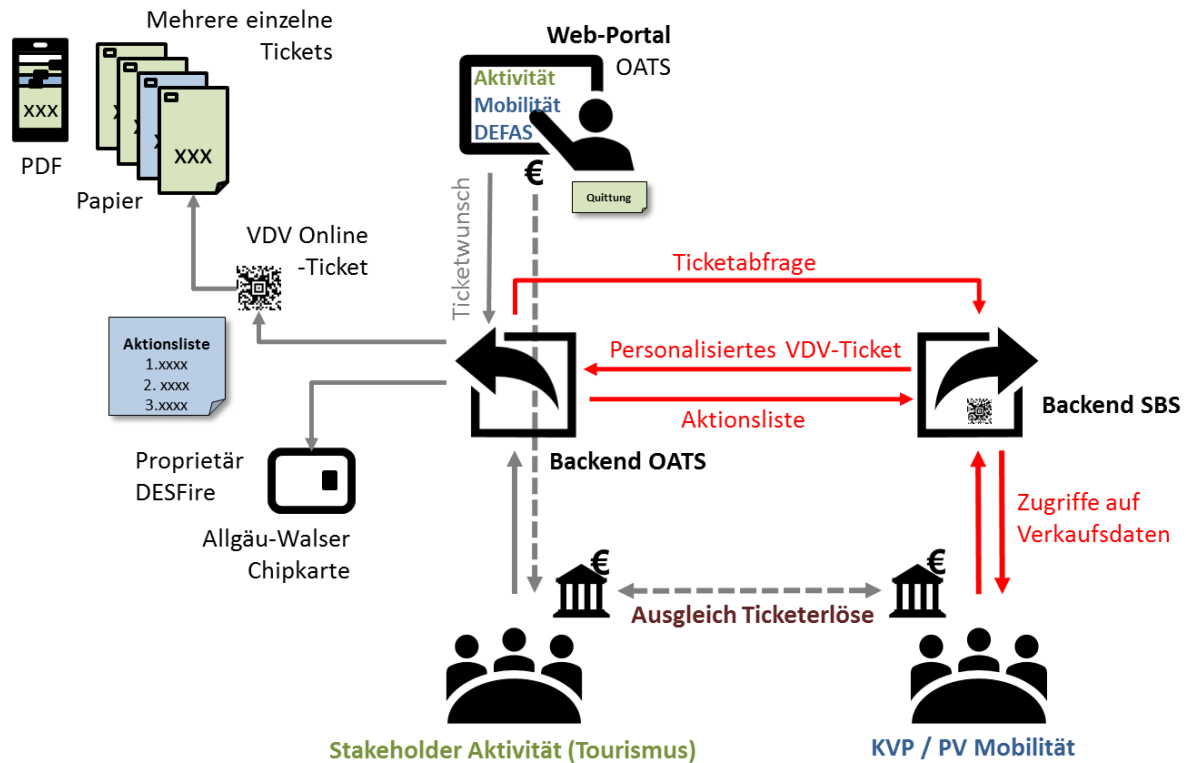 Mehrere einzelne
Tickets
XXX
PDF
XXX
Papier
VDV Online
-Ticket
Web-Portal
OATS
Aktivität
Mobilität
DEFAS
€
Quittung
Ticketwunsch
Ticketabfrage
Aktionsliste
1.xxxx
2. xxxx
3.xxxx
Personalisiertes VDV-Ticket
Aktionsliste
Backend SBS
Backend OATS
Proprietär
DESFire
Allgäu-Walser
Chipkarte
Zugriffe auf
Verkaufsdaten
€
€
Ausgleich Ticketerlöse
Stakeholder Aktivität (Tourismus)
KVP / PV Mobilität